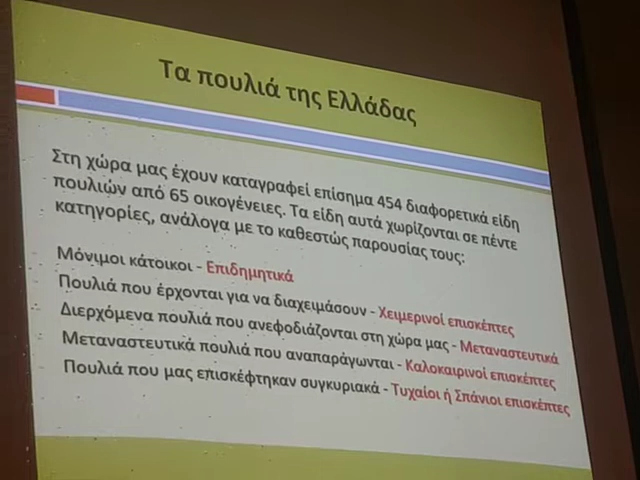 Τα πουλιά της Ελλάδας
Στη χώρα μας έχουν καταγραφεί επίσημα 454 διαφορετικά είδη
πουλιών από 65 οικογένειες. Τα είδη αυτά χωρίζονται σε πέντε
κατηγορίες, ανάλογα με το καθεστώς παρουσίας τους:
Μόνιμοι κάτοικοι - Επιδημητικά
Πουλιά που έρχονται για να διαχειμάσουν - Χειμερινοί επισκέπτες
Διερχόμενα πουλιά που ανεφοδιάζονται στη χώρα μας - Μεταναστευτικά
Μεταναστευτικά πουλιά που αναπαράγωνται - Καλοκαιρινοί επισκέπτες
Πουλιά που μας επισκέφτηκαν συγκυριακά - Τυχαίοι ή Σπάνιοι επισκέπτες